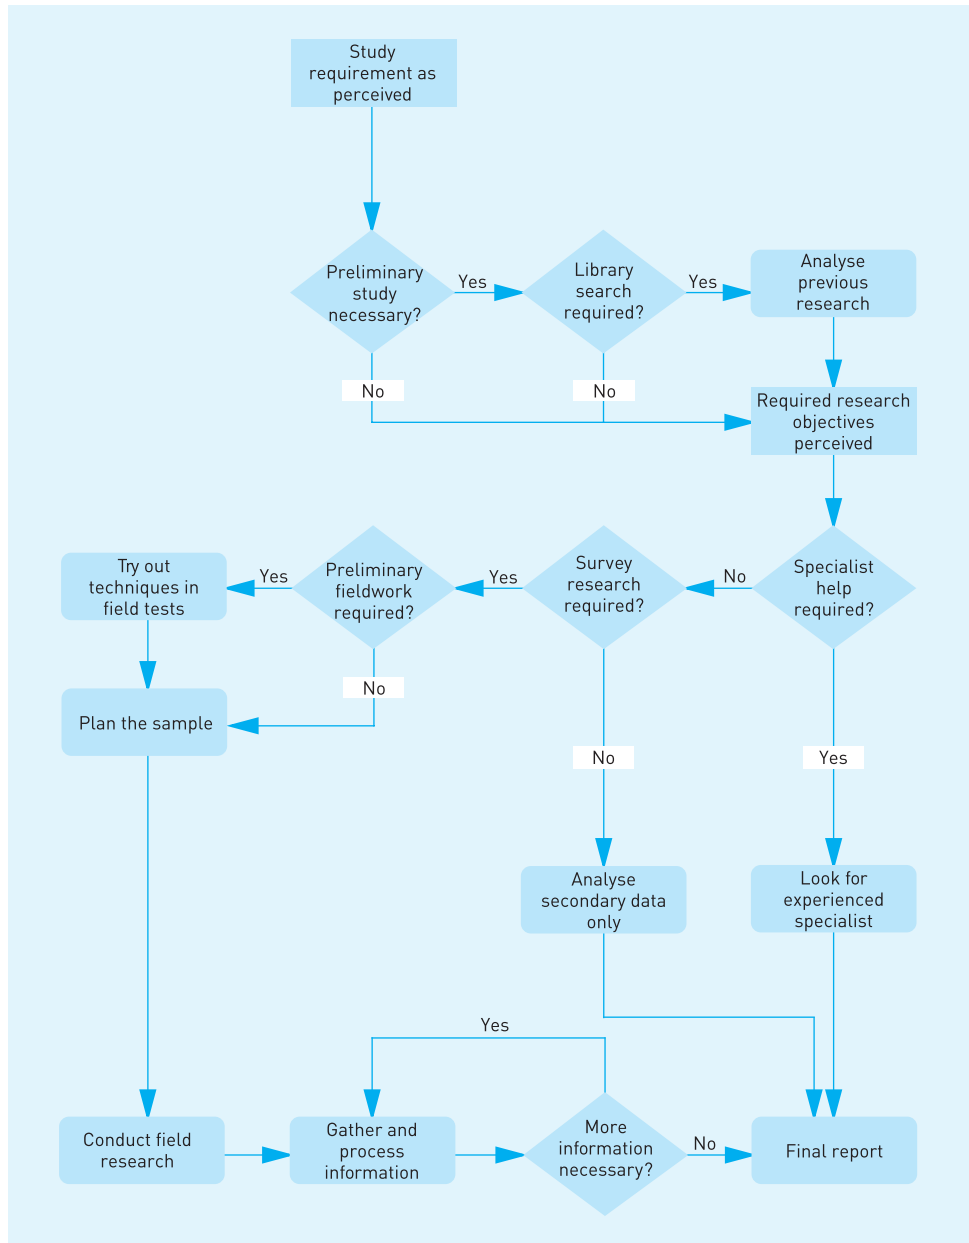 Study
requirement as
perceived
Preliminary
study
necessary?
Yes
Library
search
required?
Yes
Analyse
previous
research
No
No
Required research
objectives
perceived
Try out
techniques in
field tests
Yes
Preliminary
fieldwork
required?
Yes
Survey
research
required?
No
Specialist
help
required?
No
Plan the sample
No
Yes
Analyse
secondary data
only
Look for
experienced
specialist
Yes
Conduct field
research
Gather and
process
information
More
information
necessary?
No
Final report